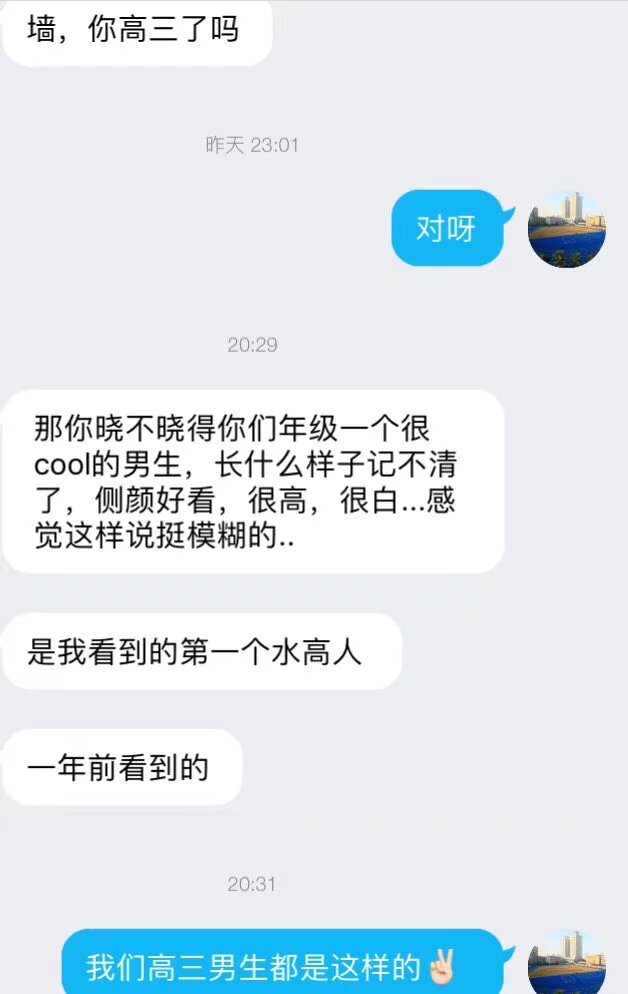 墙，你高三了吗
昨天 23:01
对呀
20:29
那你晓不晓得你们年级一个很
cool的男生，长什么样子记不清
了，侧颜好看，很高，很白...感
觉这样说挺模糊的..
是我看到的第一个水高人
一年前看到的
20:31
我们高三男生都是这样的✌🏻